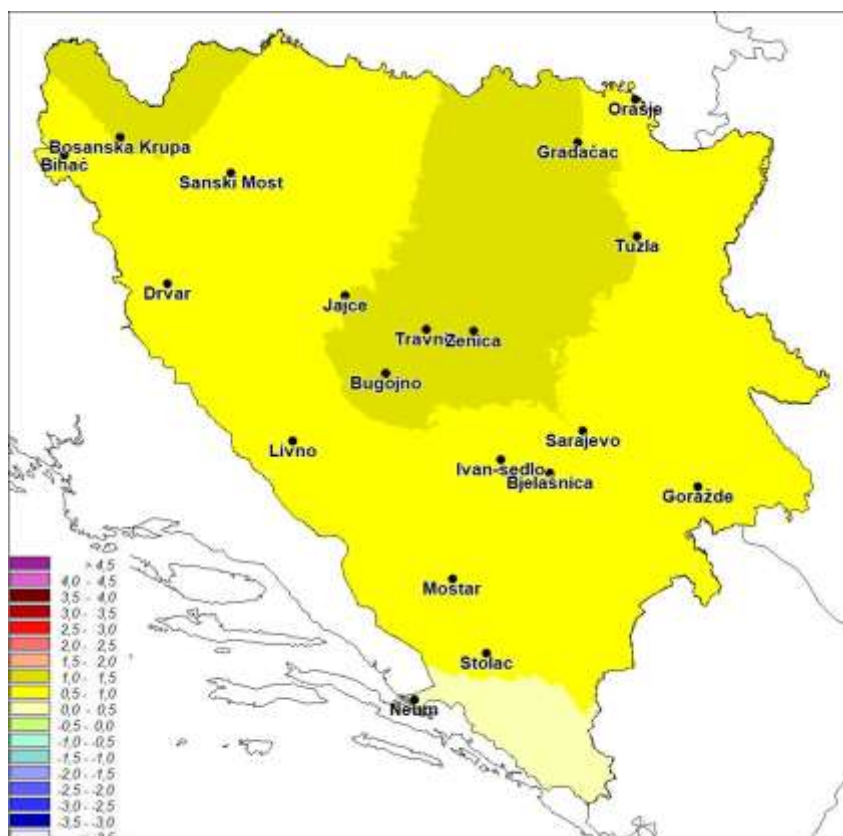 Orašje
Bosanska Krupa
Gradačac
Bihać
Sanski Most
Tuzla
Drvar
Jajce
Travnik
Zenica
Bugojno
Sarajevo
Livno
Ivan-sedlo
Bjelašnica
Goražde
Mostar
Stolac
Neum
> 4,5
4,0 - 4,5
3,5 - 4,0
3,0 - 3,5
2,5 - 3,0
2,0 - 2,5
1,5 - 2,0
1,0 - 1,5
0,5 - 1,0
0,0 - 0,5
-0,5 - 0,0
-1,0 - -0,5
-1,5 - -1,0
-2,0 - -1,5
-2,5 - -2,0
-3,0 - -2,5
-3,5 - -3,0